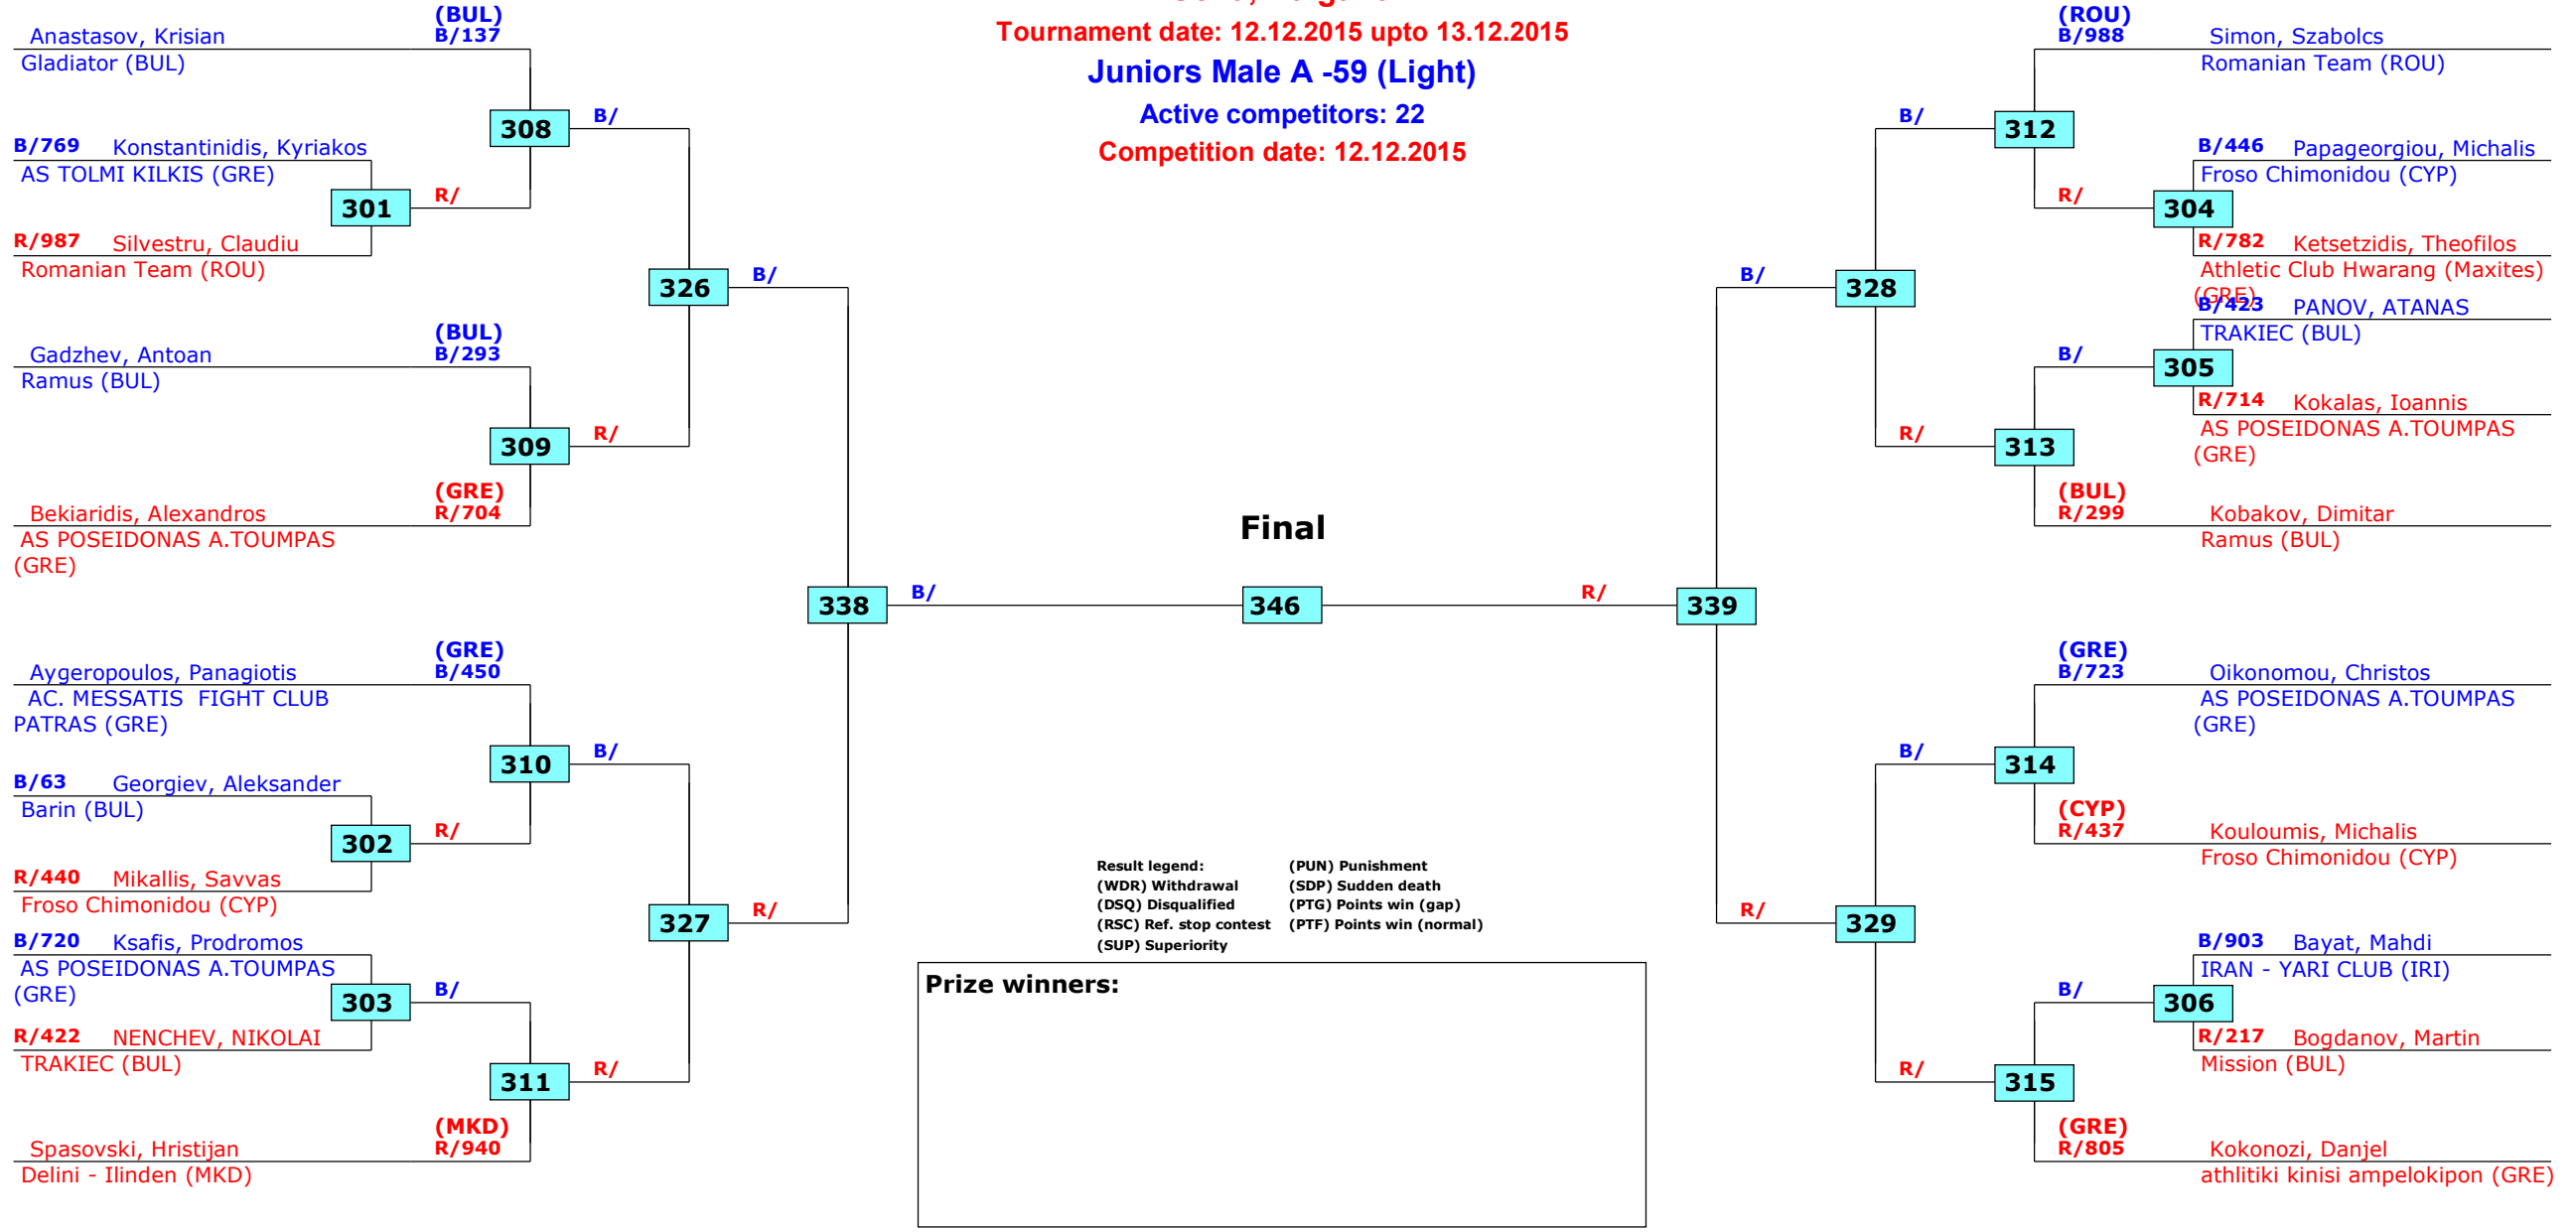 Tournament date: 12.12.2015 upto 13.12.2015
Juniors Male A -59 (Light)
Active competitors: 22
Competition date: 12.12.2015
(BUL)
Anastasov, Krisian B/137
Gladiator (BUL)
308
B/
B/769 Konstantinidis, Kyriakos
AS TOLMI KILKIS (GRE)
301
R/
R/987 Silvestru, Claudiu
Romanian Team (ROU)
326
B/
(BUL)
Gadzhev, Antoan B/293
Ramus (BUL)
309
R/
(GRE)
Bekiaridis, Alexandros R/704
AS POSEIDONAS A.TOUMPAS
(GRE)
338
B/
(GRE)
Aygeropoulos, Panagiotis B/450
AC. MESSATIS FIGHT CLUB
PATRAS (GRE)
310
B/
B/63 Georgiev, Aleksander
Barin (BUL)
302
R/
R/440 Mikallis, Savvas
Froso Chimonidou (CYP)
327
R/
B/720 Ksafis, Prodromos
AS POSEIDONAS A.TOUMPAS
(GRE)
303
B/
R/422 NENCHEV, NIKOLAI
TRAKIEC (BUL)
311
R/
(MKD)
Spasovski, Hristijan R/940
Delini - Ilinden (MKD)
Final
346
Result legend:
(WDR) Withdrawal
(DSQ) Disqualified
(RSC) Ref. stop contest
(SUP) Superiority
(PUN) Punishment
(SDP) Sudden death
(PTG) Points win (gap)
(PTF) Points win (normal)
Prize winners:
(ROU)
B/988 Simon, Szabolcs
Romanian Team (ROU)
B/
312
B/446 Papageorgiou, Michalis
Froso Chimonidou (CYP)
R/
304
R/782 Ketsetzidis, Theofilos
Athletic Club Hwarang (Maxites)
(GRE)
B/
328
B/423 PANOV, ATANAS
TRAKIEC (BUL)
B/
305
R/714 Kokalas, Ioannis
AS POSEIDONAS A.TOUMPAS
(GRE)
R/
313
(BUL)
R/299 Kobakov, Dimitar
Ramus (BUL)
R/
339
(GRE)
B/723 Oikonomou, Christos
AS POSEIDONAS A.TOUMPAS
(GRE)
B/
314
(CYP)
R/437 Kouloumis, Michalis
Froso Chimonidou (CYP)
R/
329
B/903 Bayat, Mahdi
IRAN - YARI CLUB (IRI)
B/
306
R/217 Bogdanov, Martin
Mission (BUL)
R/
315
(GRE)
R/805 Kokonozi, Danjel
athlitiki kinisi ampelokipon (GRE)